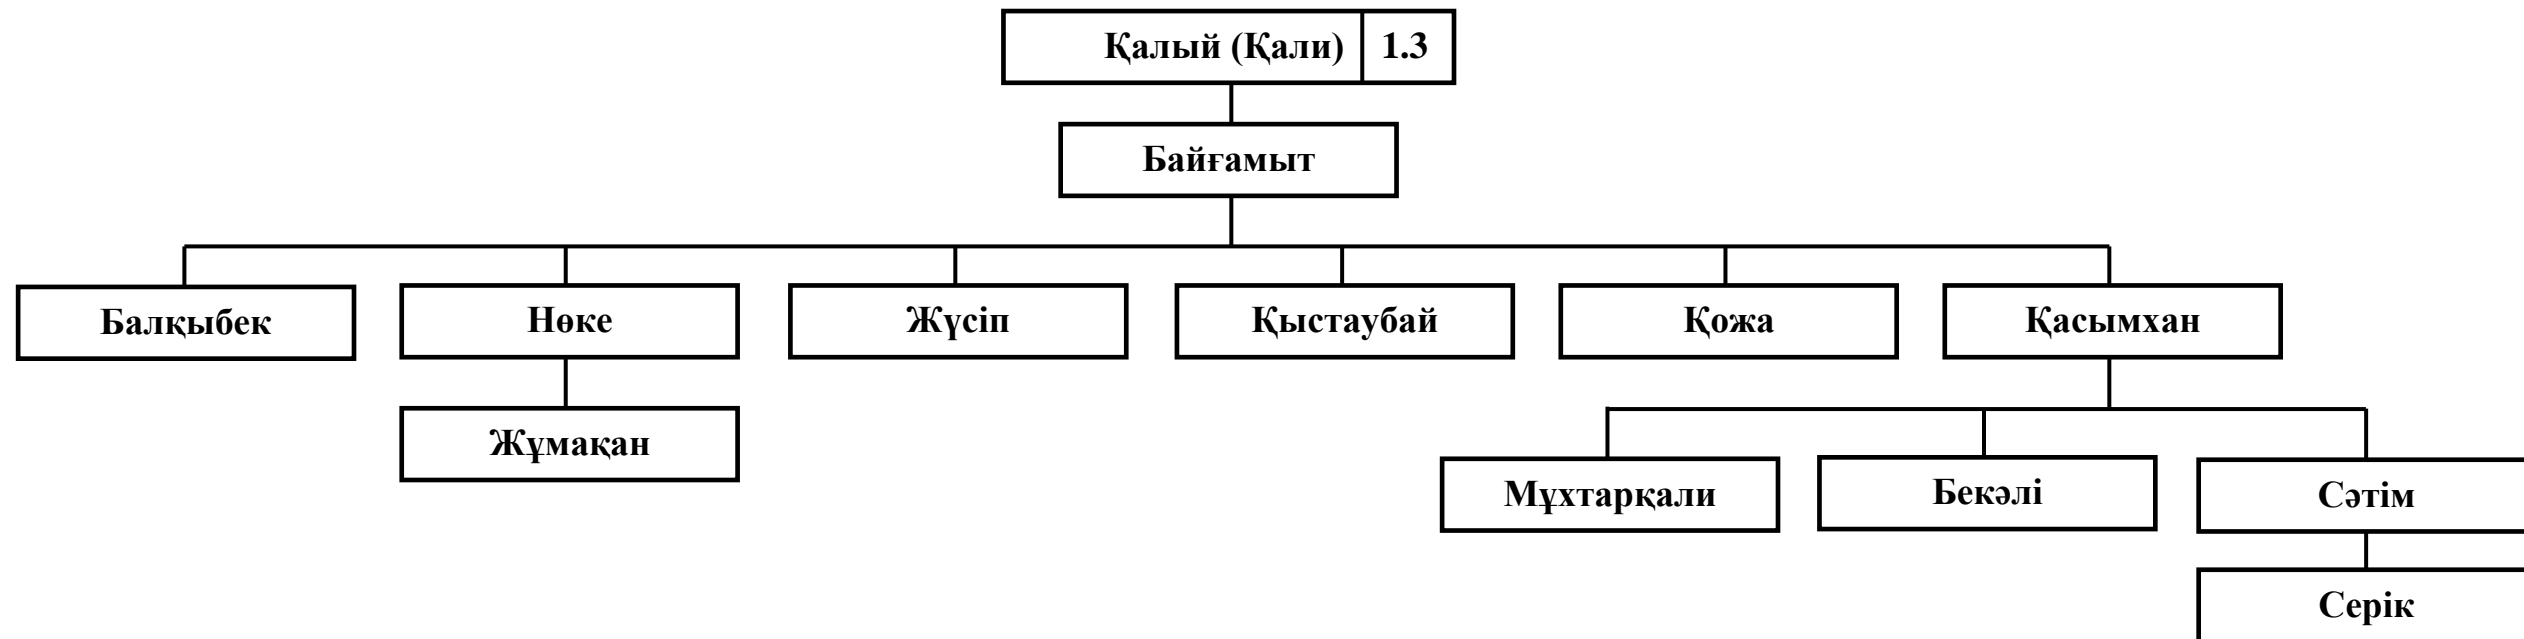 Қалый (Қали) 1.3
Байғамыт
Балқыбек
Нөке
Жүсіп
Қыстаубай
Қожа
Қасымхан
Жұмақан
Мұхтарқали
Бекәлі
Сәтім
Серік